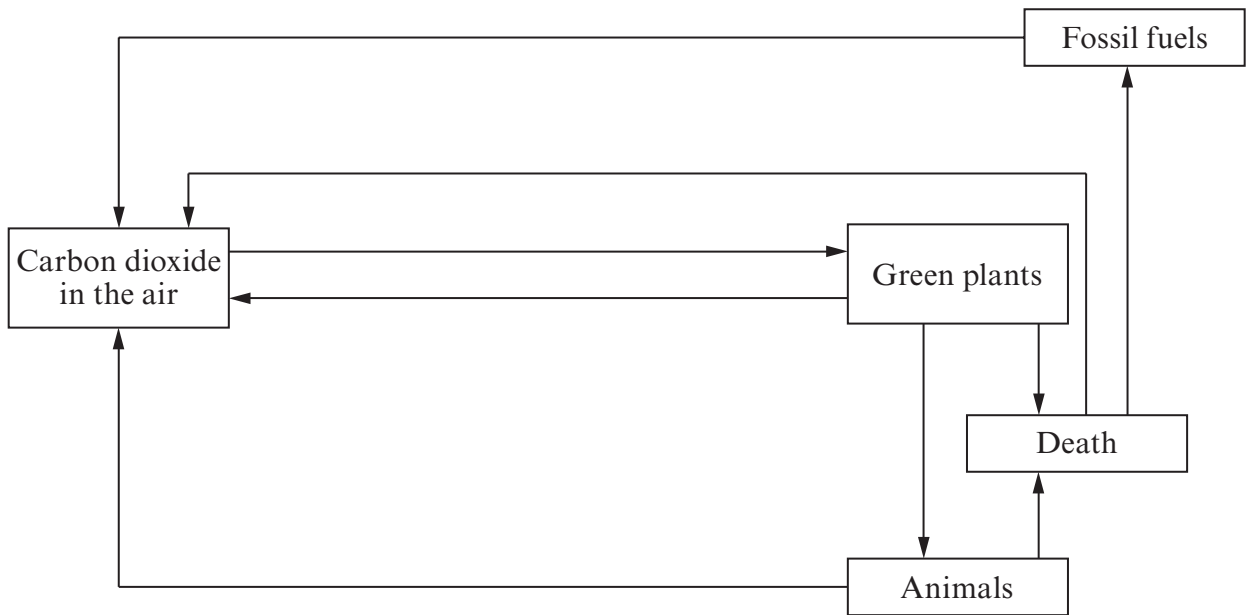 Fossil fuels
Carbon dioxide
in the air
Green plants
Death
Animals